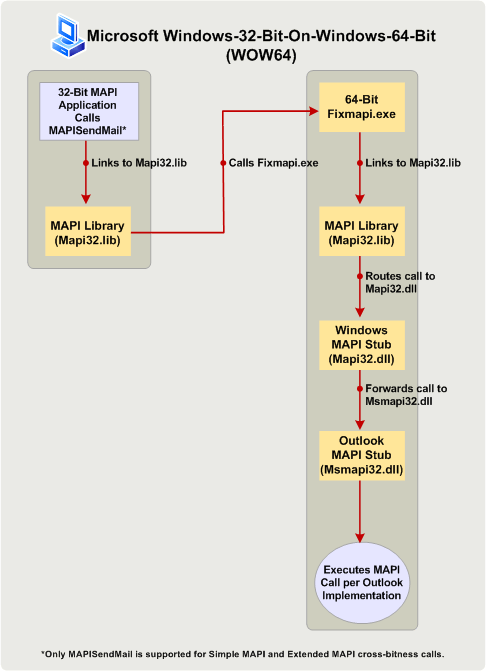 Microsoft Windows-32-Bit-On-Windows-64-Bit
(WOW64)
32-Bit MAPI
Application
Calls
MAPISendMail*
Links to Mapi32.lib
MAPI Library
(Mapi32.lib)
Calls Fixmapi.exe
64-Bit
Fixmapi.exe
Links to Mapi32.lib
MAPI Library
(Mapi32.lib)
Routes call to
Mapi32.dll
Windows
MAPI Stub
(Mapi32.dll)
Forwards call to
Msmapi32.dll
Outlook
MAPI Stub
(Msmapi32.dll)
Executes MAPI
Call per Outlook
Implementation
*Only MAPISendMail is supported for Simple MAPI and Extended MAPI cross-bitness calls.